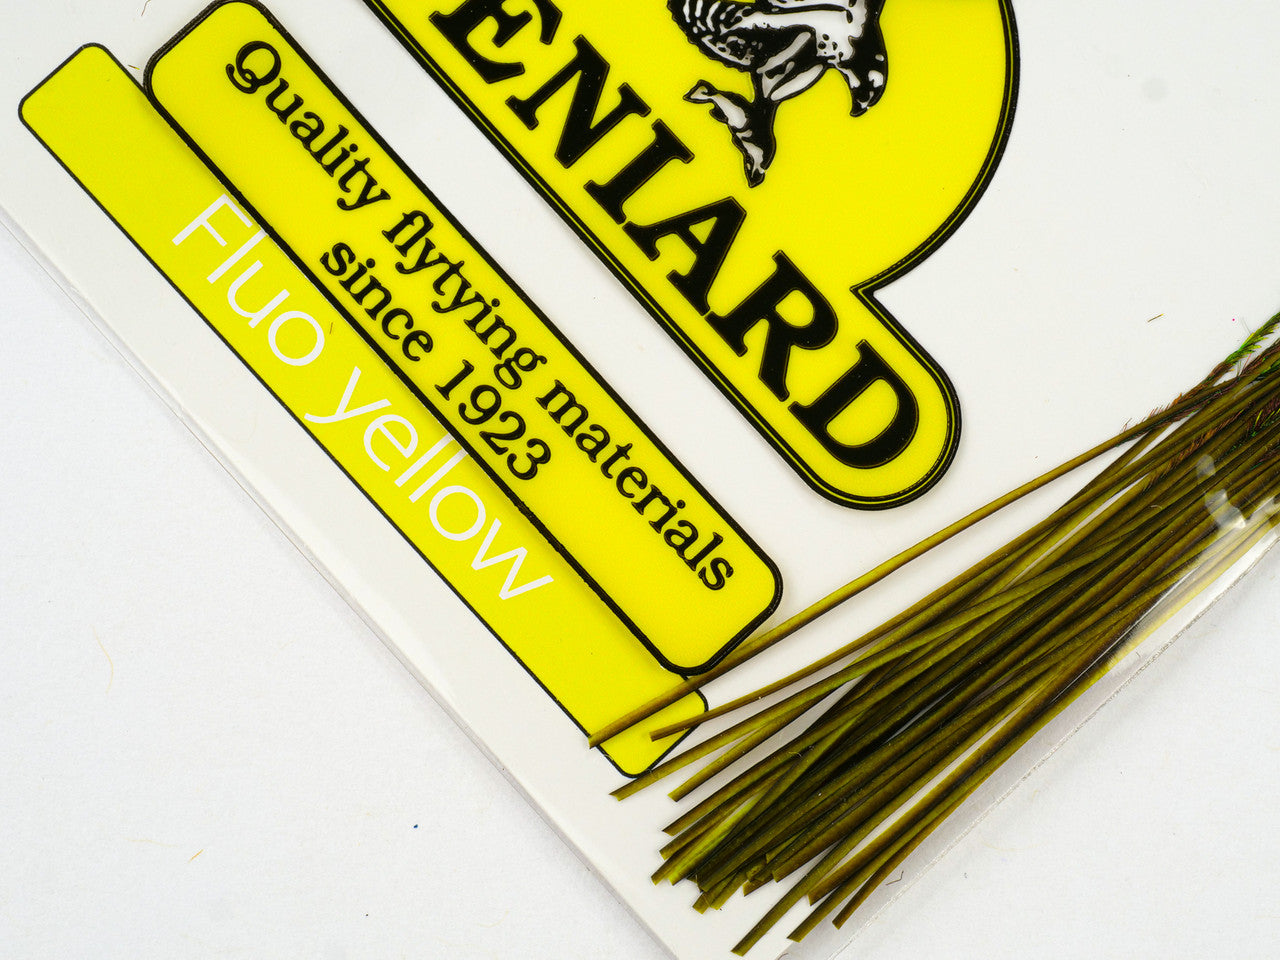 ENIARD
Quality flytying materials
since 1923
Fluo yellow